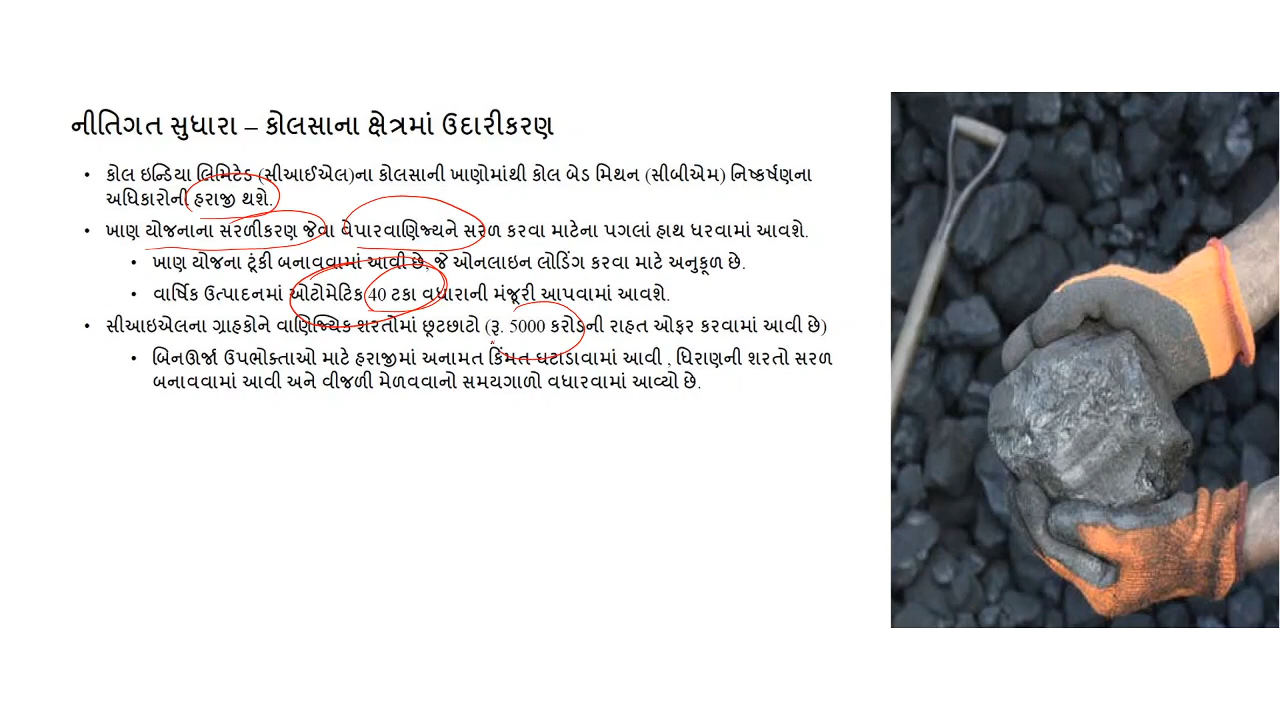 નીતિગત સુધારા – કોલસાના ક્ષેત્રમાં ઉદારીકરણ
• કોલ ઇન્ડિયા લિમિટેડ (સીઆઈએલ)ના કોલસાની ખાણોમાંથી કોલ બેડ મિથન (સીબીએમ) નિષ્કર્ષણના
અધિકારોની હરાજી થશે.
• ખાણ યોજનાના સરળીકરણ જેવા વેપારવાણિજ્યને સરળ કરવા માટેના પગલાં હાથ ધરવામાં આવશે.
• ખાણ યોજના ટૂંકી બનાવવામાં આવી છે, જે ઓનલાઇન લોડિંગ કરવા માટે અનુકૂળ છે.
• વાર્ષિક ઉત્પાદનમાં ઓટોમેટિક 40 ટકા વધારાની મંજૂરી આપવામાં આવશે.
• સીઆઇએલના ગ્રાહકોને વાણિજ્યિક શરતોમાં છૂટછાટો (રૂ. 5000 કરોડની રાહત ઓફર કરવામાં આવી છે)
• બિનઊર્જા ઉપભોક્તાઓ માટે હરાજીમાં અનામત કિંમત ઘટાડાવામાં આવી , ધિરાણની શરતો સરળ
બનાવવામાં આવી અને વીજળી મેળવવાનો સમયગાળો વધારવામાં આવ્યો છે.